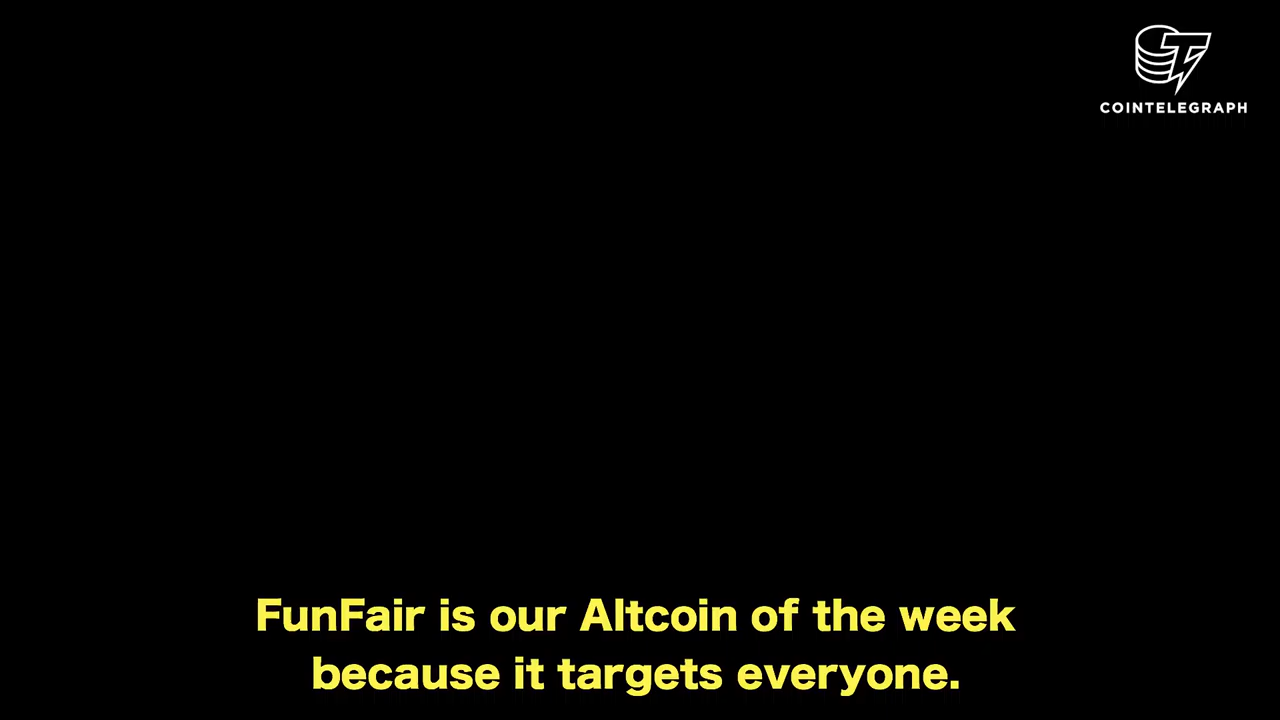 COINTELEGRAPH
FunFair is our Altcoin of the week
because it targets everyone.